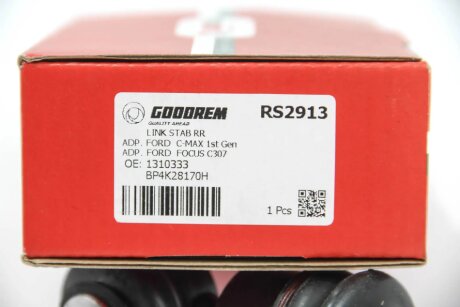 GOODREM RS2913
QUALITY AHEAD
LINK STAB RR
ADP. FORD C-MAX 1st Gen
ADP. FORD FOCUS C307
OE: 1310333
BP4K28170H
1 Pcs